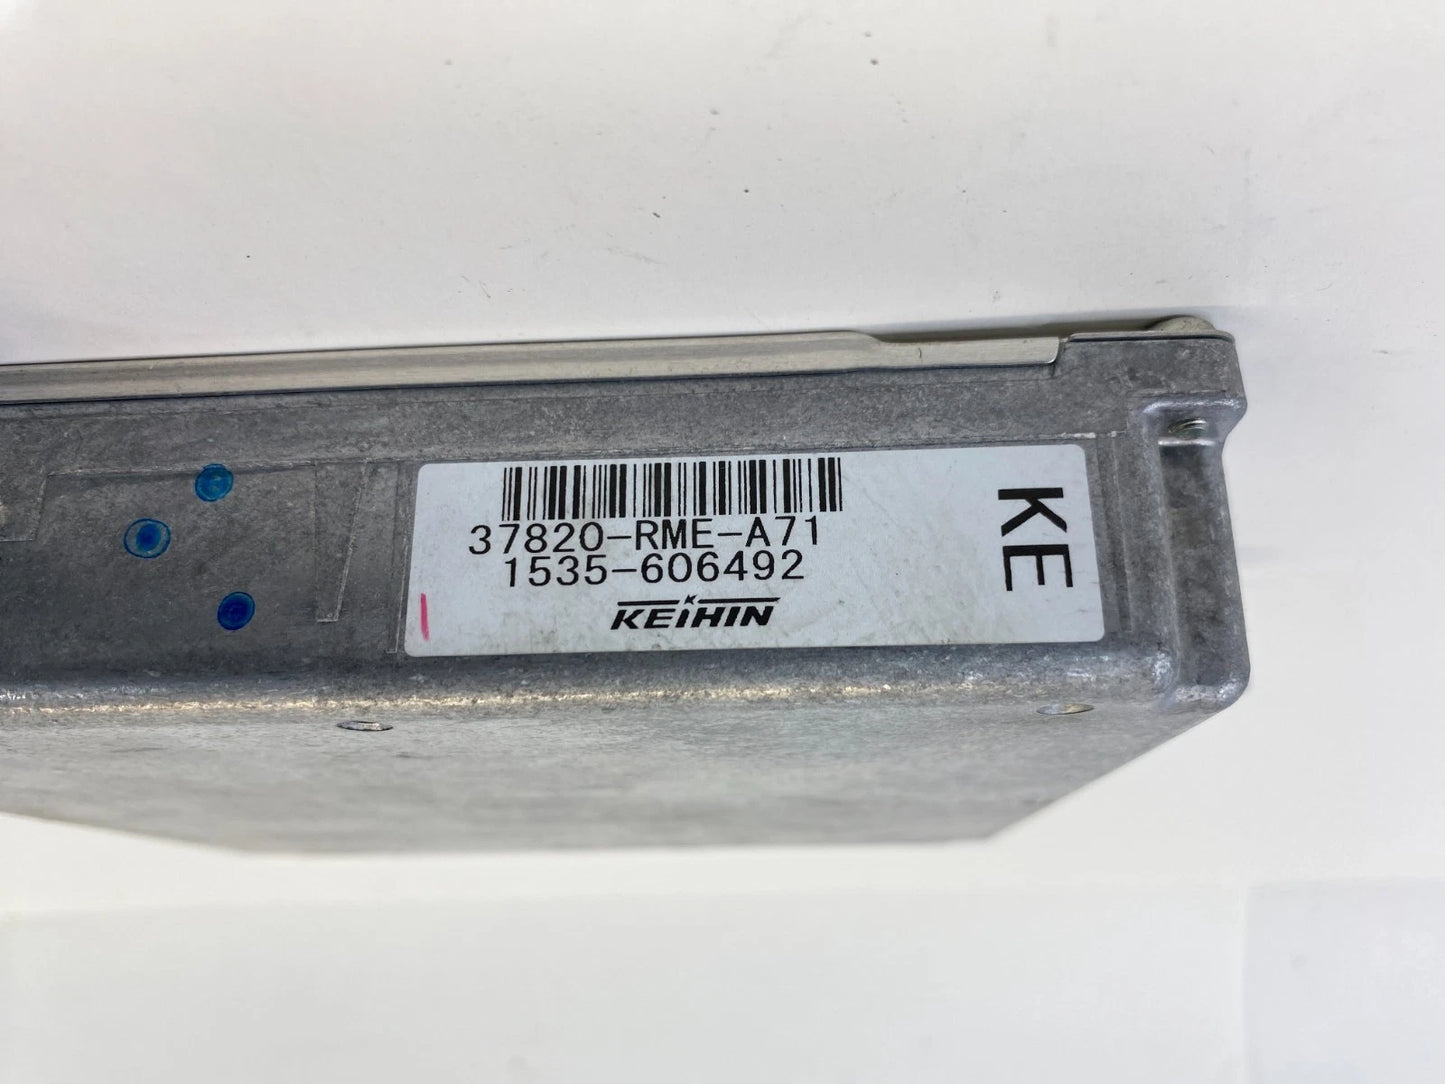 37820-RME-A71
1535-606492
KEIHIN
KE